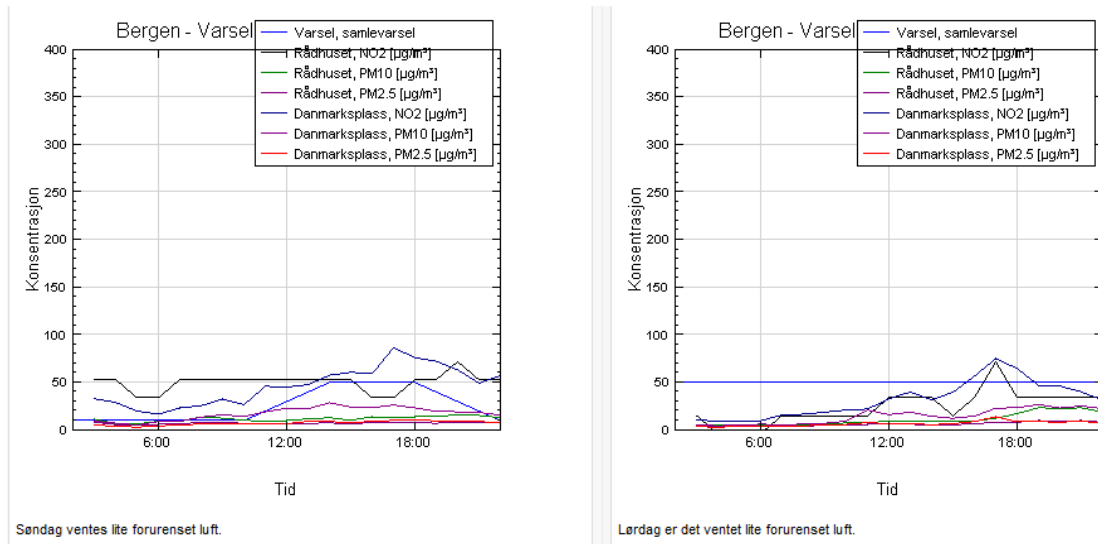 Bergen - Varsel
Varsel, samlevarsel
Rådhuset, NO2 [µg/m³]
Rådhuset, PM10 [µg/m³]
Rådhuset, PM2.5 [µg/m³]
Danmarksplass, NO2 [µg/m³]
Danmarksplass, PM10 [µg/m³]
Danmarksplass, PM2.5 [µg/m³]
Konsentrasjon
400
350
300
250
200
150
100
50
0
6:00 12:00 18:00
Tid
Søndag ventes lite forurenset luft.
Bergen - Varsel
Varsel, samlevarsel
Rådhuset, NO2 [µg/m³]
Rådhuset, PM10 [µg/m³]
Rådhuset, PM2.5 [µg/m³]
Danmarksplass, NO2 [µg/m³]
Danmarksplass, PM10 [µg/m³]
Danmarksplass, PM2.5 [µg/m³]
Konsentrasjon
400
350
300
250
200
150
100
50
0
6:00 12:00 18:00
Tid
Lørdag er det ventet lite forurenset luft.